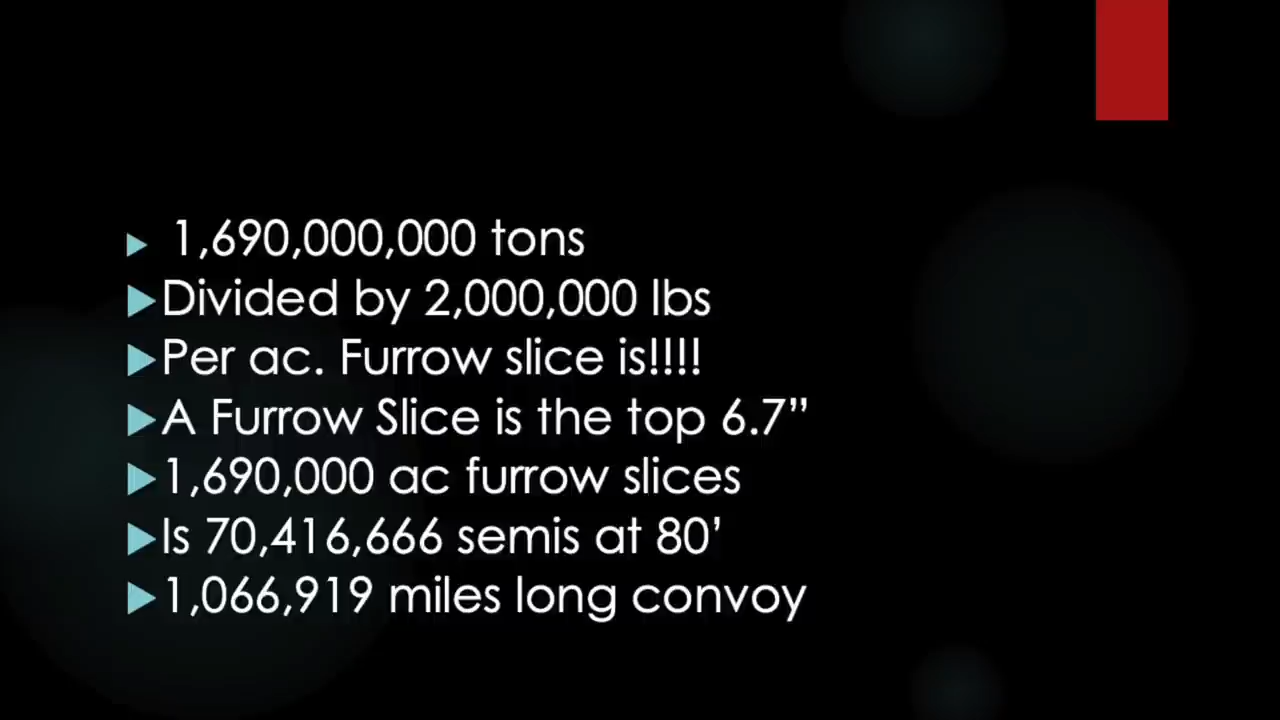 1,690,000,000 tons
Divided by 2,000,000 lbs
Per ac. Furrow slice is!!!!
A Furrow Slice is the top 6.7”
1,690,000 ac furrow slices
Is 70,416,666 semis at 80’
1,066,919 miles long convoy